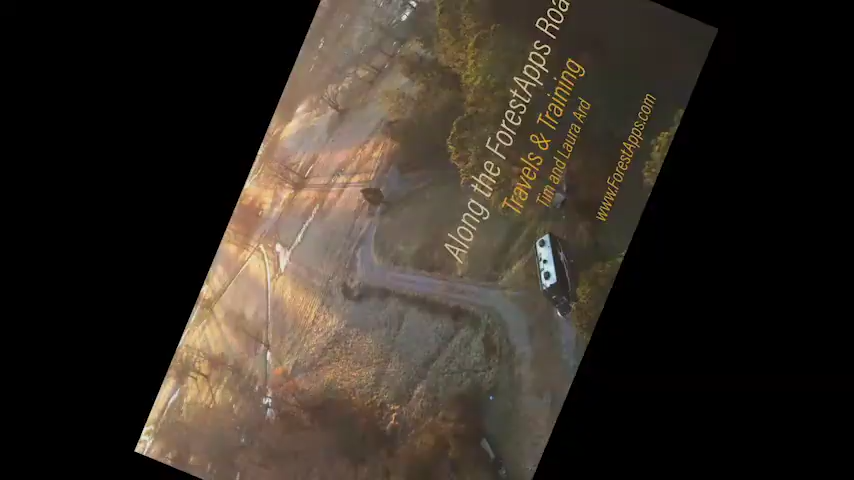 Along the ForestApps Roa
Travels & Training
Tim and Laura Ard
www.ForestApps.com